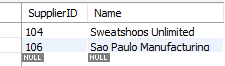 SupplierID Name
104 Sweatshops Unlimited
106 Sao Paulo Manufacturing
NULL NULL